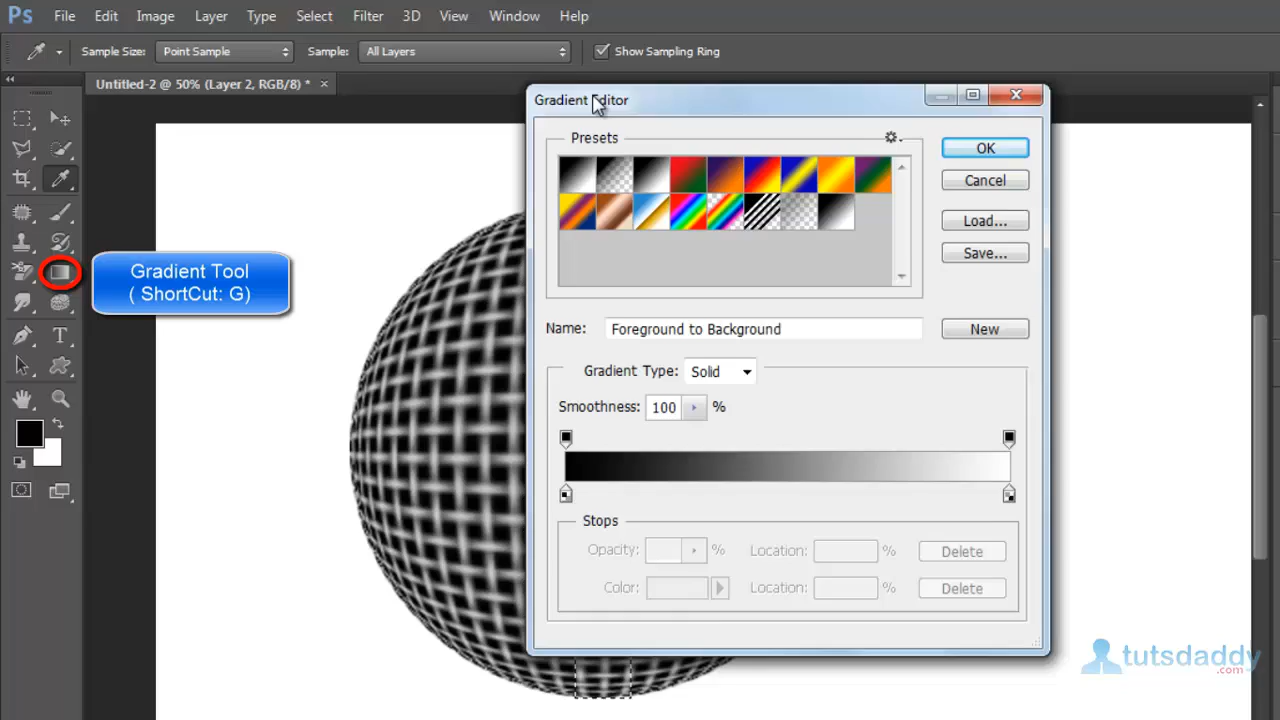 Ps File Edit Image Layer Type Select Filter 3D View Window Help
Sample Size: Point Sample Sample: All Layers Show Sampling Ring
Untitled-2 @ 50% (Layer 2, RGB/8) * ×
Gradient Editor
Presets
OK
Cancel
Load...
Save...
Gradient Tool
( ShortCut: G)
Name: Foreground to Background New
Gradient Type: Solid
Smoothness: 100 %
Stops
Opacity: % Location: % Delete
Color: Location: % Delete
T
tutsdaddy
.com